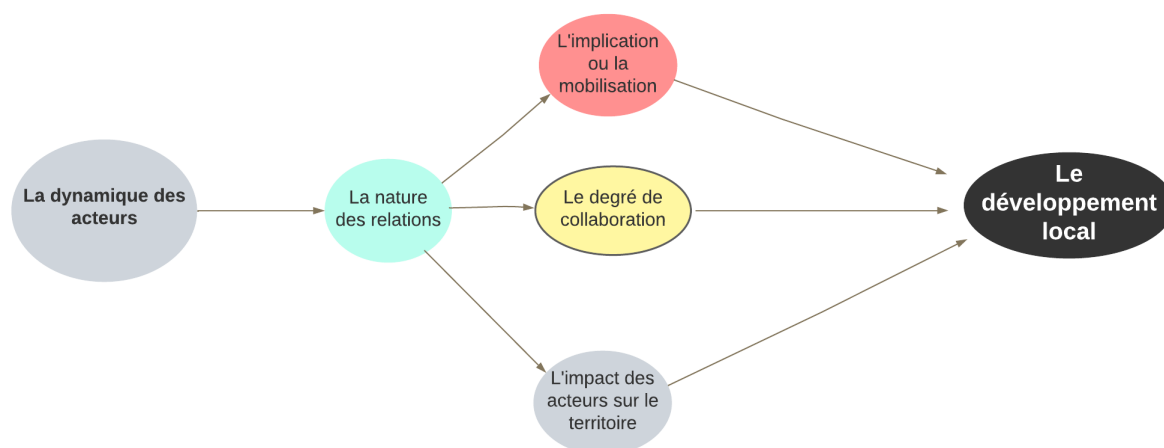 La dynamique des
acteurs
La nature
des relations
L'implication
ou la
mobilisation
Le degré de
collaboration
L'impact des
acteurs sur le
territoire
Le
développement
local